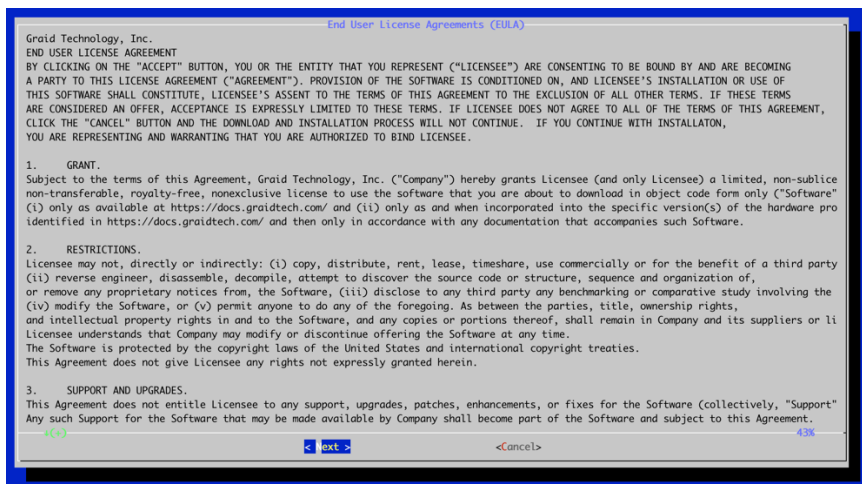 End User License Agreements (EULA)
Graid Technology, Inc.
END USER LICENSE AGREEMENT
BY CLICKING ON THE "ACCEPT" BUTTON, YOU OR THE ENTITY THAT YOU REPRESENT (“LICENSEE”) ARE CONSENTING TO BE BOUND BY AND ARE BECOMING
A PARTY TO THIS LICENSE AGREEMENT ("AGREEMENT"). PROVISION OF THE SOFTWARE IS CONDITIONED ON, AND LICENSEE'S INSTALLATION OR USE OF
THIS SOFTWARE SHALL CONSTITUTE, LICENSEE'S ASSENT TO THE TERMS OF THIS AGREEMENT TO THE EXCLUSION OF ALL OTHER TERMS. IF THESE TERMS
ARE CONSIDERED AN OFFER, ACCEPTANCE IS EXPRESSLY LIMITED TO THESE TERMS. IF LICENSEE DOES NOT AGREE TO ALL OF THE TERMS OF THIS AGREEMENT,
CLICK THE "CANCEL" BUTTON AND THE DOWNLOAD AND INSTALLATION PROCESS WILL NOT CONTINUE.  IF YOU CONTINUE WITH INSTALLATON,
YOU ARE REPRESENTING AND WARRANTING THAT YOU ARE AUTHORIZED TO BIND LICENSEE.
1. GRANT.
Subject to the terms of this Agreement, Graid Technology, Inc. ("Company") hereby grants Licensee (and only Licensee) a limited, non-sublice
non-transferable, royalty-free, nonexclusive license to use the software that you are about to download in object code form only ("Software"
(i) only as available at https://docs.graidtech.com/ and (ii) only as and when incorporated into the specific version(s) of the hardware pro
identified in https://docs.graidtech.com/ and then only in accordance with any documentation that accompanies such Software.
2. RESTRICTIONS.
Licensee may not, directly or indirectly: (i) copy, distribute, rent, lease, timeshare, use commercially or for the benefit of a third party
(ii) reverse engineer, disassemble, decompile, attempt to discover the source code or structure, sequence and organization of,
or remove any proprietary notices from, the Software, (iii) disclose to any third party any benchmarking or comparative study involving the
(iv) modify the Software, or (v) permit anyone to do any of the foregoing. As between the parties, title, ownership rights,
and intellectual property rights in and to the Software, and any copies or portions thereof, shall remain in Company and its suppliers or li
Licensee understands that Company may modify or discontinue offering the Software at any time.
The Software is protected by the copyright laws of the United States and international copyright treaties.
This Agreement does not give Licensee any rights not expressly granted herein.
3. SUPPORT AND UPGRADES.
This Agreement does not entitle Licensee to any support, upgrades, patches, enhancements, or fixes for the Software (collectively, "Support"
Any such Support for the Software that may be made available by Company shall become part of the Software and subject to this Agreement.
↓(+) 43%
< Next > <Cancel>